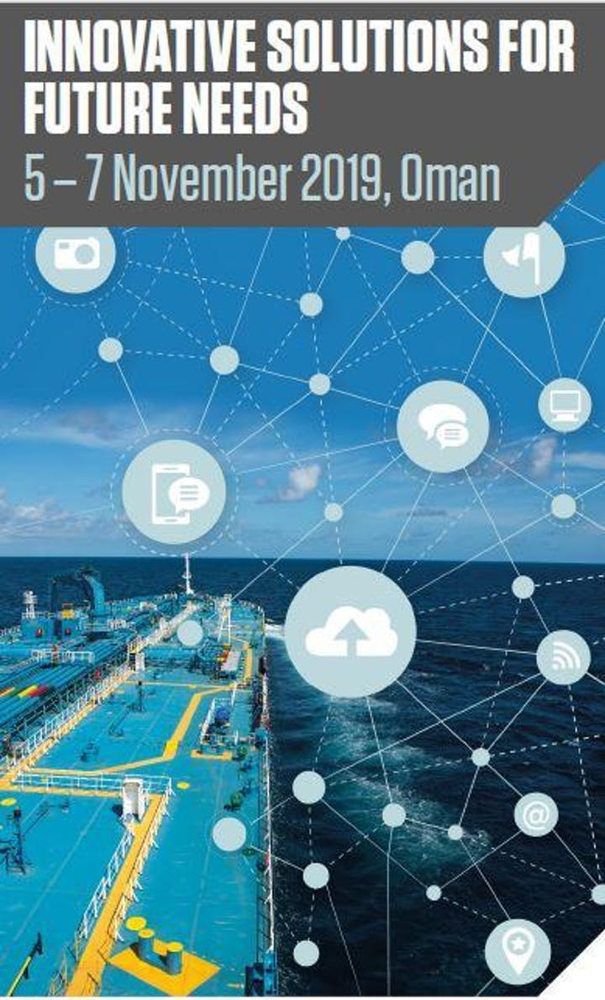 INNOVATIVE SOLUTIONS FOR
FUTURE NEEDS
5 – 7 November 2019, Oman
@